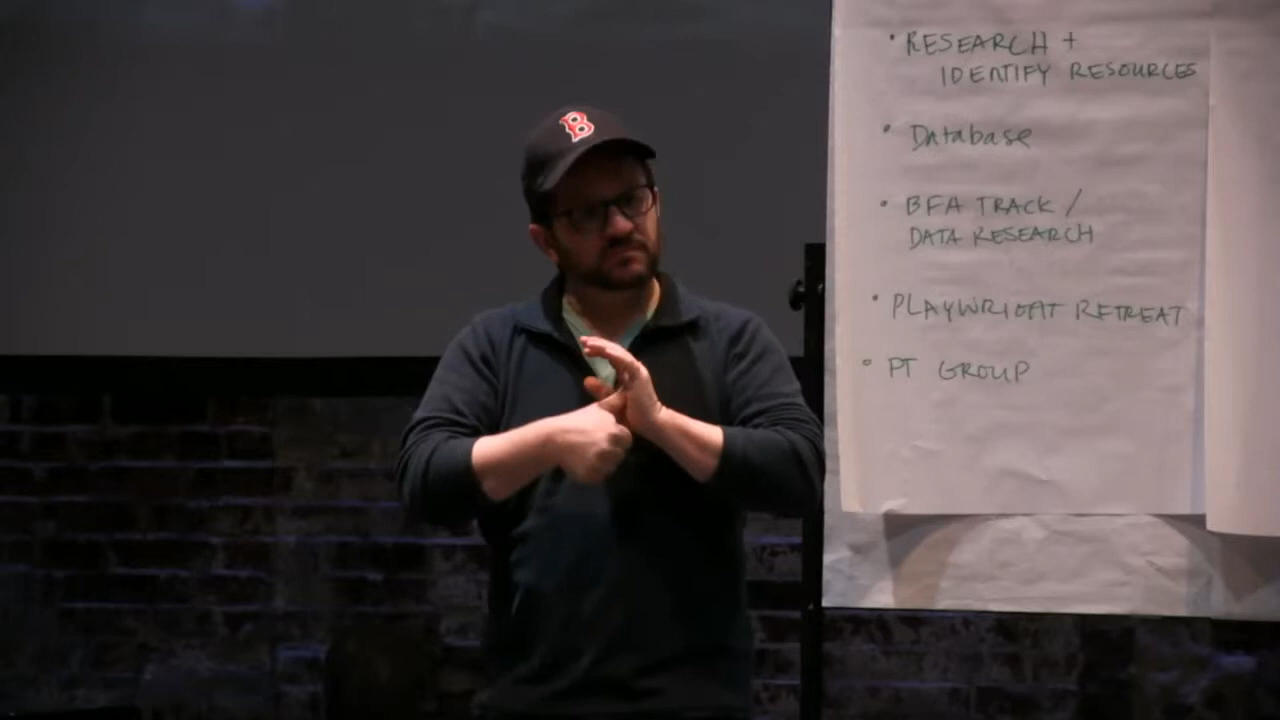 B
• RESEARCH +
IDENTIFY RESOURCES
• Database
• BFA TRACK /
DATA RESEARCH
• PLAYWRIGHT RETREAT
• PT GROUP